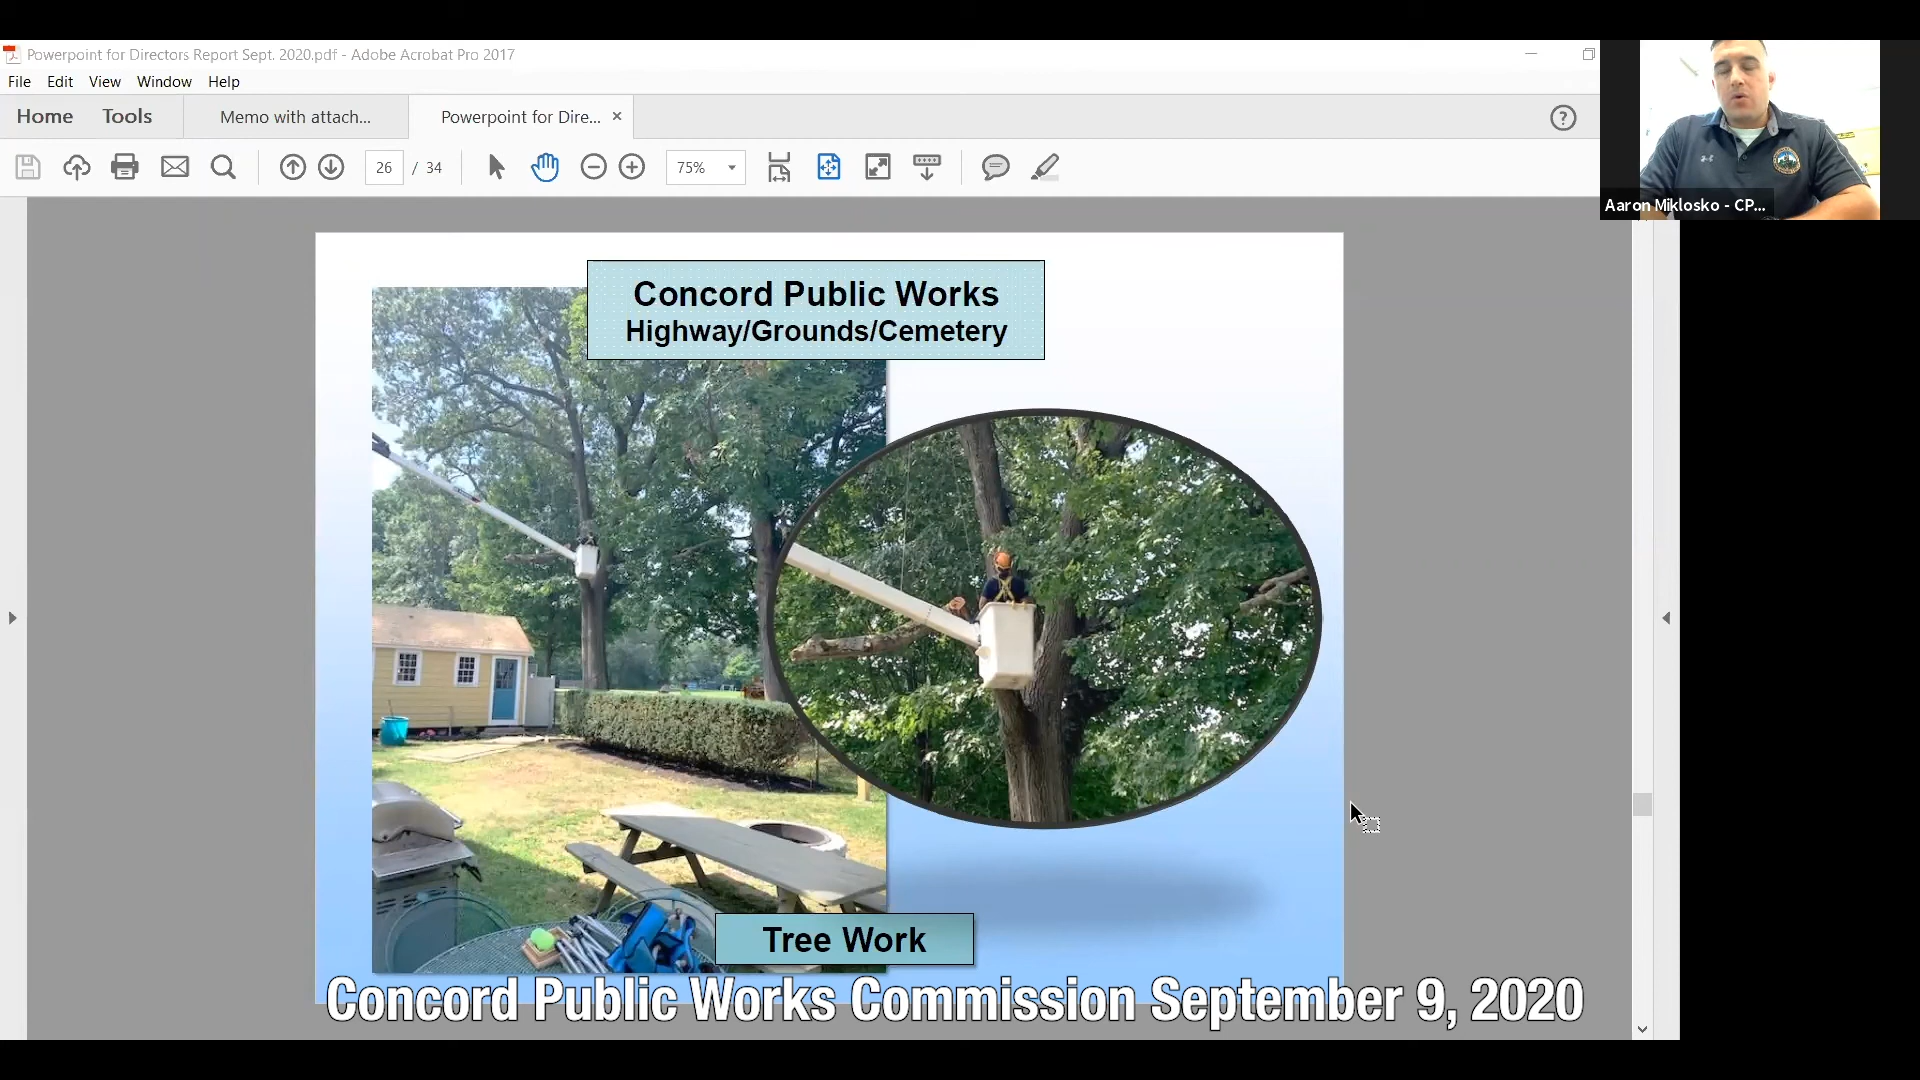 Powerpoint for Directors Report Sept. 2020.pdf - Adobe Acrobat Pro 2017
File Edit View Window Help
Home Tools Memo with attach... Powerpoint for Dire... ×
26 / 34 75%
Aaron Miklosko - CP...
Concord Public Works
Highway/Grounds/Cemetery
Tree Work
Concord Public Works Commission September 9, 2020